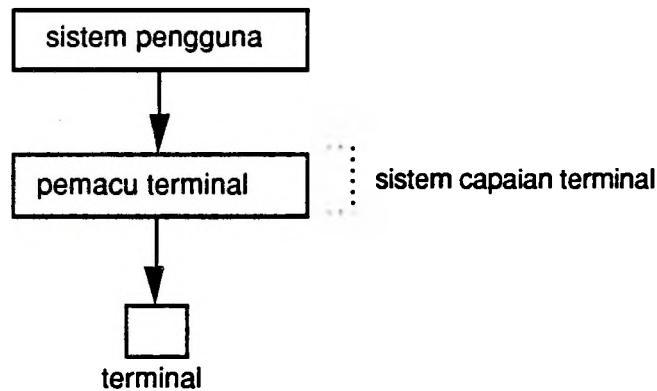 sistem pengguna
pemacu terminal
sistem capaian terminal
terminal